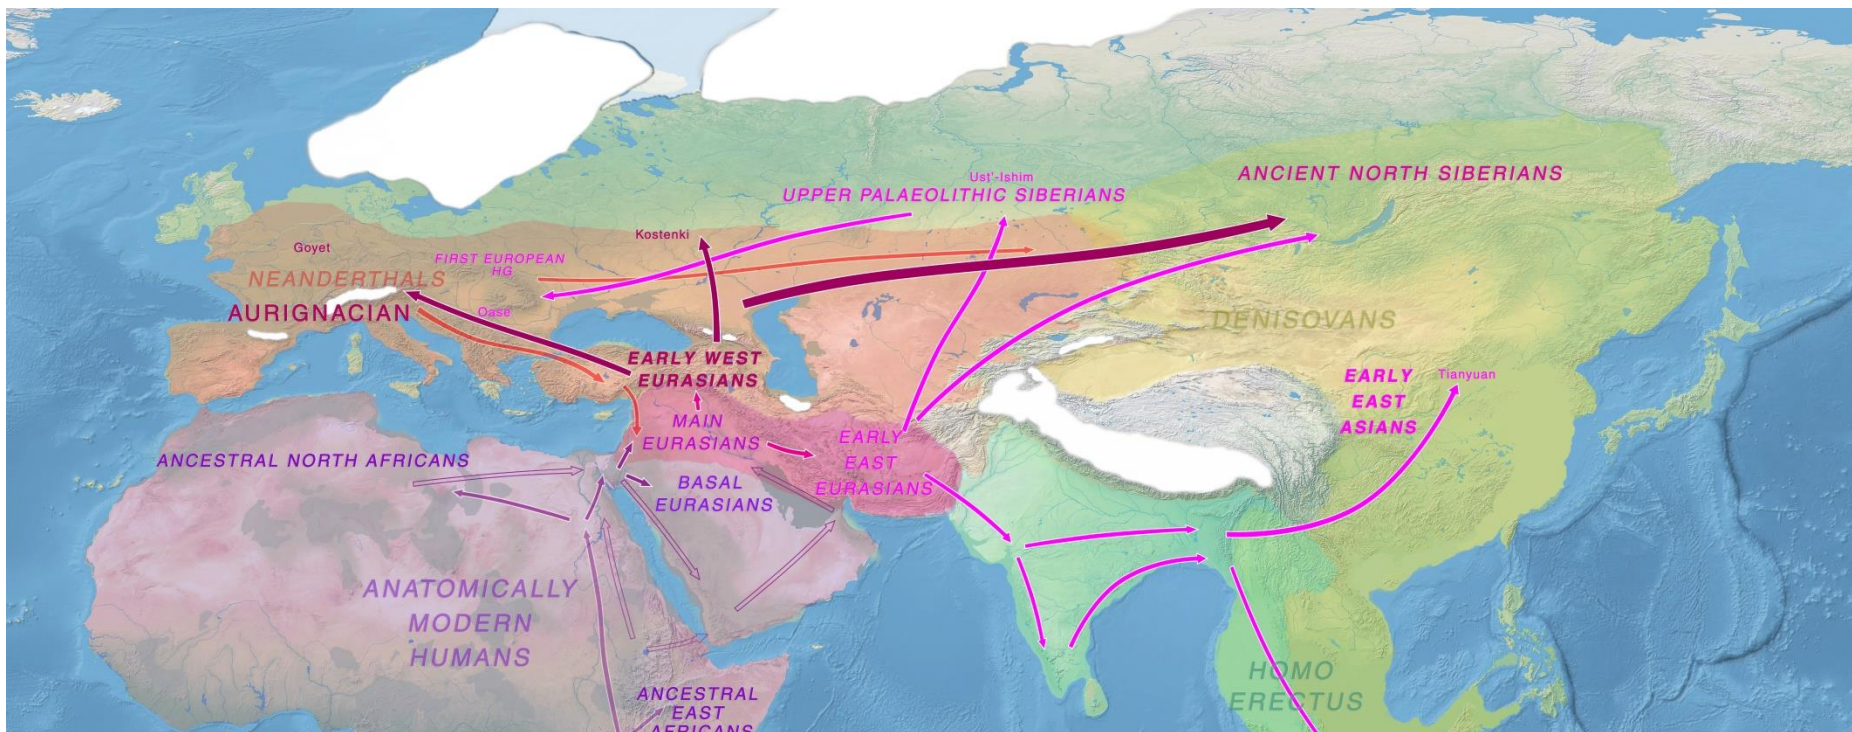 ANCIENT NORTH SIBERIANS
Ust'-Ishim
UPPER PALAEOLITHIC SIBERIANS
Kostenki
Goyet
FIRST EUROPEAN
HG
NEANDERTHALS
AURIGNACIAN
Oase
DENISOVANS
EARLY WEST
EURASIANS
EARLY
EAST
ASIANS
Tianyuan
MAIN
EURASIANS
EARLY
EAST
EURASIANS
ANCESTRAL NORTH AFRICANS
BASAL
EURASIANS
ANATOMICALLY
MODERN
HUMANS
HOMO
ERECTUS
ANCESTRAL
EAST
AFRICANS